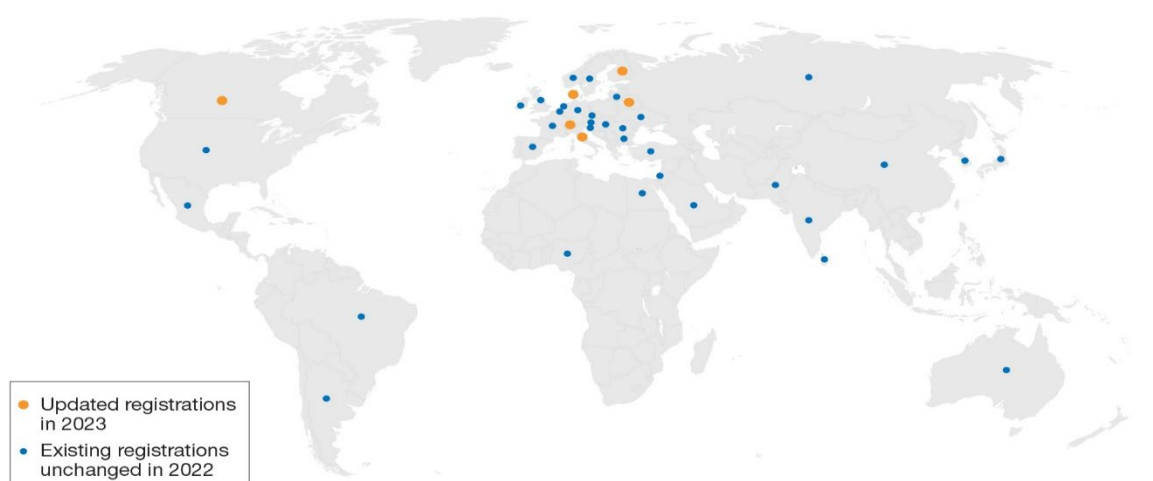 Updated registrations
in 2023
Existing registrations
unchanged in 2022